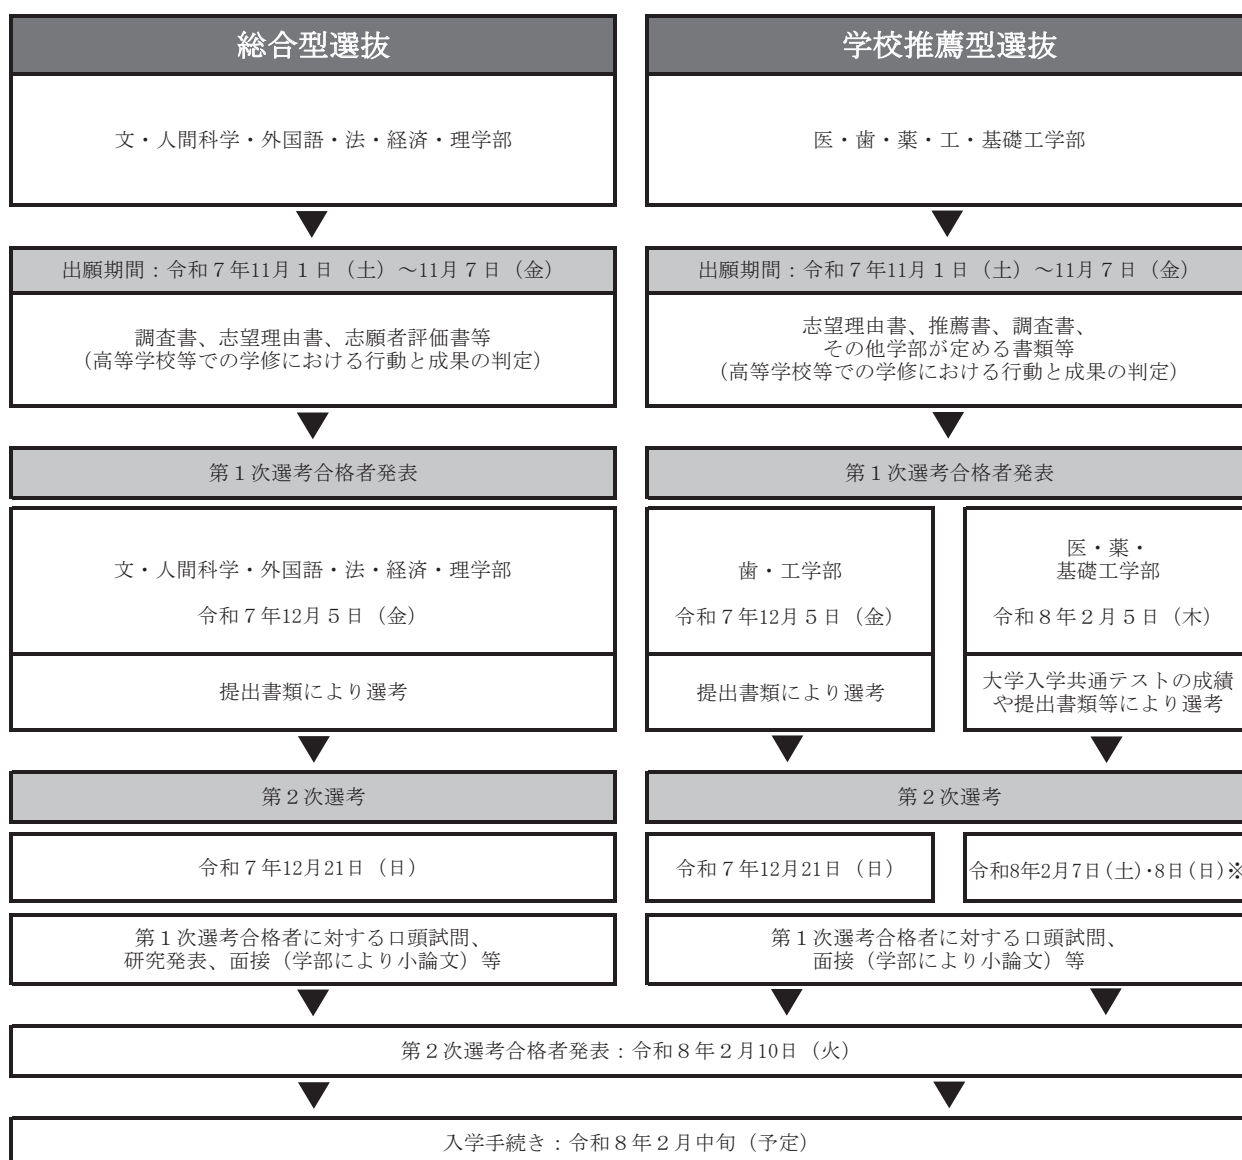 総合型選抜
文・人間科学・外国語・法・経済・理学部
出願期間：令和７年11月１日（土）～11月７日（金）
調査書、志望理由書、志願者評価書等
（高等学校等での学修における行動と成果の判定）
第１次選考合格者発表
文・人間科学・外国語・法・経済・理学部
令和７年12月５日（金）
提出書類により選考
第２次選考
令和７年12月21日（日）
第１次選考合格者に対する口頭試問、
研究発表、面接（学部により小論文）等
学校推薦型選抜
医・歯・薬・工・基礎工学部
出願期間：令和７年11月１日（土）～11月７日（金）
志望理由書、推薦書、調査書、
その他学部が定める書類等
（高等学校等での学修における行動と成果の判定）
第１次選考合格者発表
歯・工学部
令和７年12月５日（金）
提出書類により選考
医・薬・
基礎工学部
令和８年２月５日（木）
大学入学共通テストの成績
や提出書類等により選考
第２次選考
令和７年12月21日（日）
令和8年2月7日(土)･8日(日)※
第１次選考合格者に対する口頭試問、
面接（学部により小論文）等
第２次選考合格者発表：令和８年２月10日（火）
入学手続き：令和８年２月中旬（予定）